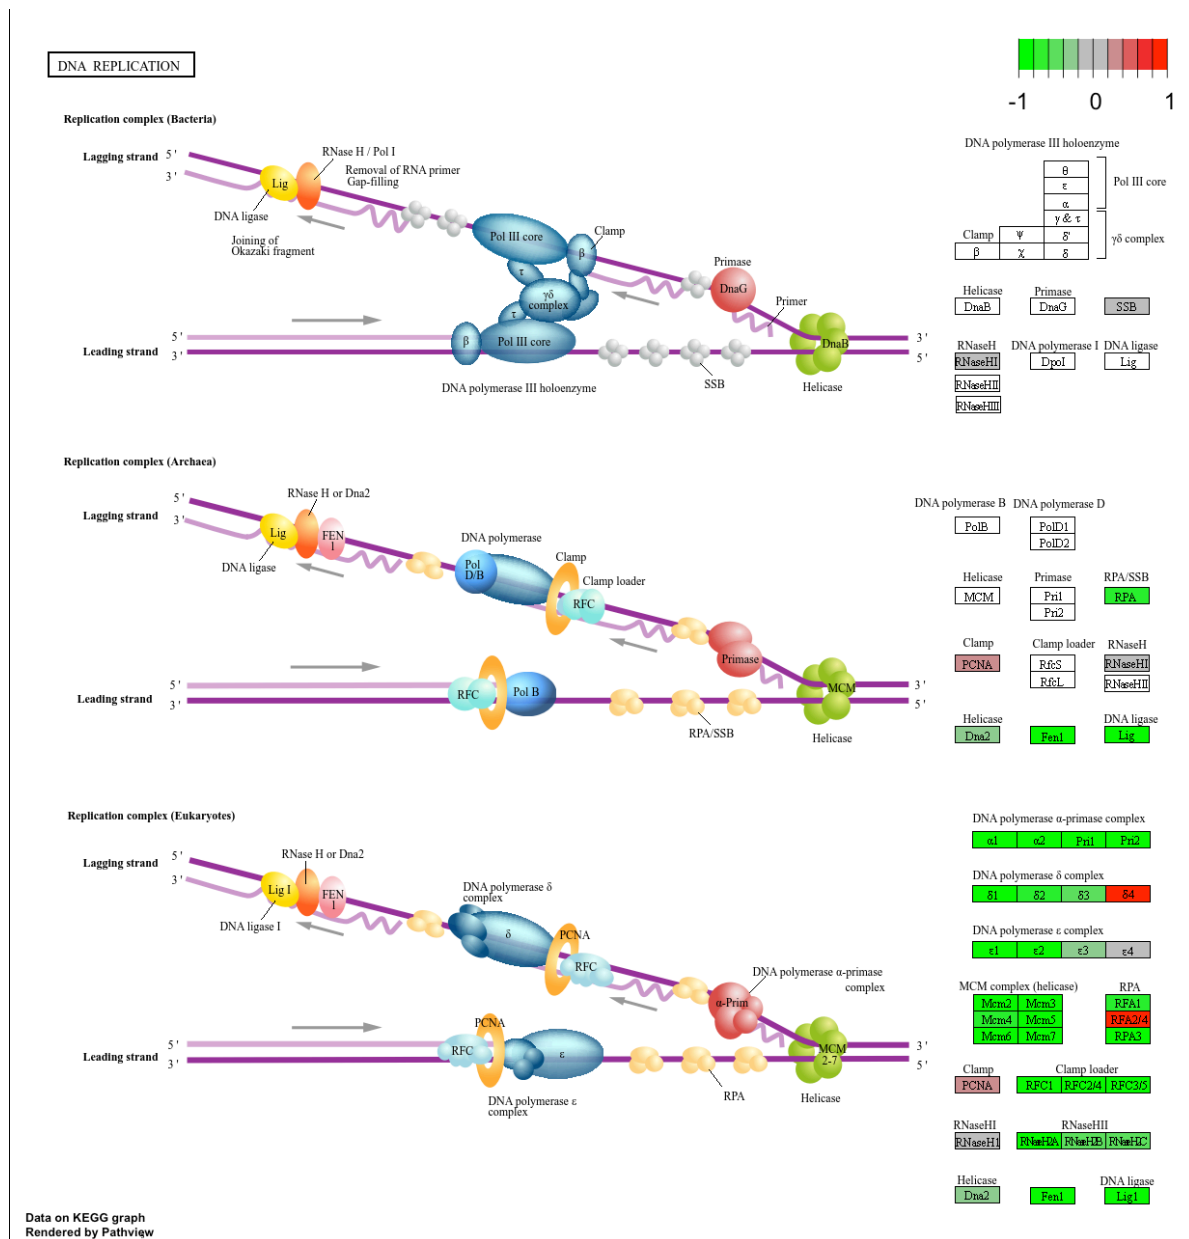 DNA REPLICATION
-1 0 1
Replication complex (Bacteria)
Lagging strand
5 '
3 '
RNase H / Pol I
Removal of RNA primer
Gap-filling
Lig
DNA ligase
Joining of
Okazaki fragment
Pol III core
Clamp
β
τ
γδ
complex
τ
Primase
DnaG
Primer
5 '
3 '
Leading strand
β
Pol III core
DnaB
3 '
5 '
SSB
Helicase
DNA polymerase III holoenzyme
DNA polymerase III holoenzyme
θ
ε
α
Pol III core
γ & τ
Clamp
ψ
δ'
β
χ
δ
γδ complex
Helicase
DnaB
Primase
DnaG
SSB
RNaseH
RNaseHI
RNaseHII
RNaseHIII
DNA polymerase I
DpoI
DNA ligase
Lig
Replication complex (Archaea)
Lagging strand
5 '
3 '
RNase H or Dna2
Lig
FEN
1
DNA ligase
DNA polymerase
Pol
D/B
Clamp
Clamp loader
RFC
Primase
Leading strand
RFC
Pol B
MCM
3 '
5 '
RPA/SSB
Helicase
DNA polymerase B
PolB
DNA polymerase D
PolD1
PolD2
Helicase
MCM
Primase
Pri1
Pri2
RPA/SSB
RPA
Clamp
PCNA
Clamp loader
RfcS
RfcL
RNaseH
RNaseHI
RNaseHII
Helicase
Dna2
Fen1
DNA ligase
Lig
5 '
3 '
Replication complex (Eukaryotes)
Lagging strand
5 '
3 '
RNase H or Dna2
Lig I
FEN
1
DNA ligase I
DNA polymerase δ
complex
δ
PCNA
RFC
DNA polymerase α-primase
complex
α-Prim
Leading strand
5 '
3 '
PCNA
RFC
ε
DNA polymerase ε
complex
RPA
MCM
2-7
Helicase
3 '
5 '
DNA polymerase α-primase complex
α1 α2 Pri1 Pri2
DNA polymerase δ complex
δ1 δ2 δ3 δ4
DNA polymerase ε complex
ε1 ε2 ε3 ε4
MCM complex (helicase)
Mcm2 Mcm3
Mcm4 Mcm5
Mcm6 Mcm7
RPA
RFA1
RFA2/4
RPA3
Clamp
PCNA
Clamp loader
RFC1 RFC2/4 RFC3/5
RNaseHI
RNaseH1
RNaseHII
RNaseH2A RNaseH2B RNaseH2C
Helicase
Dna2
Fen1
DNA ligase
Lig1
Data on KEGG graph
Rendered by Pathview